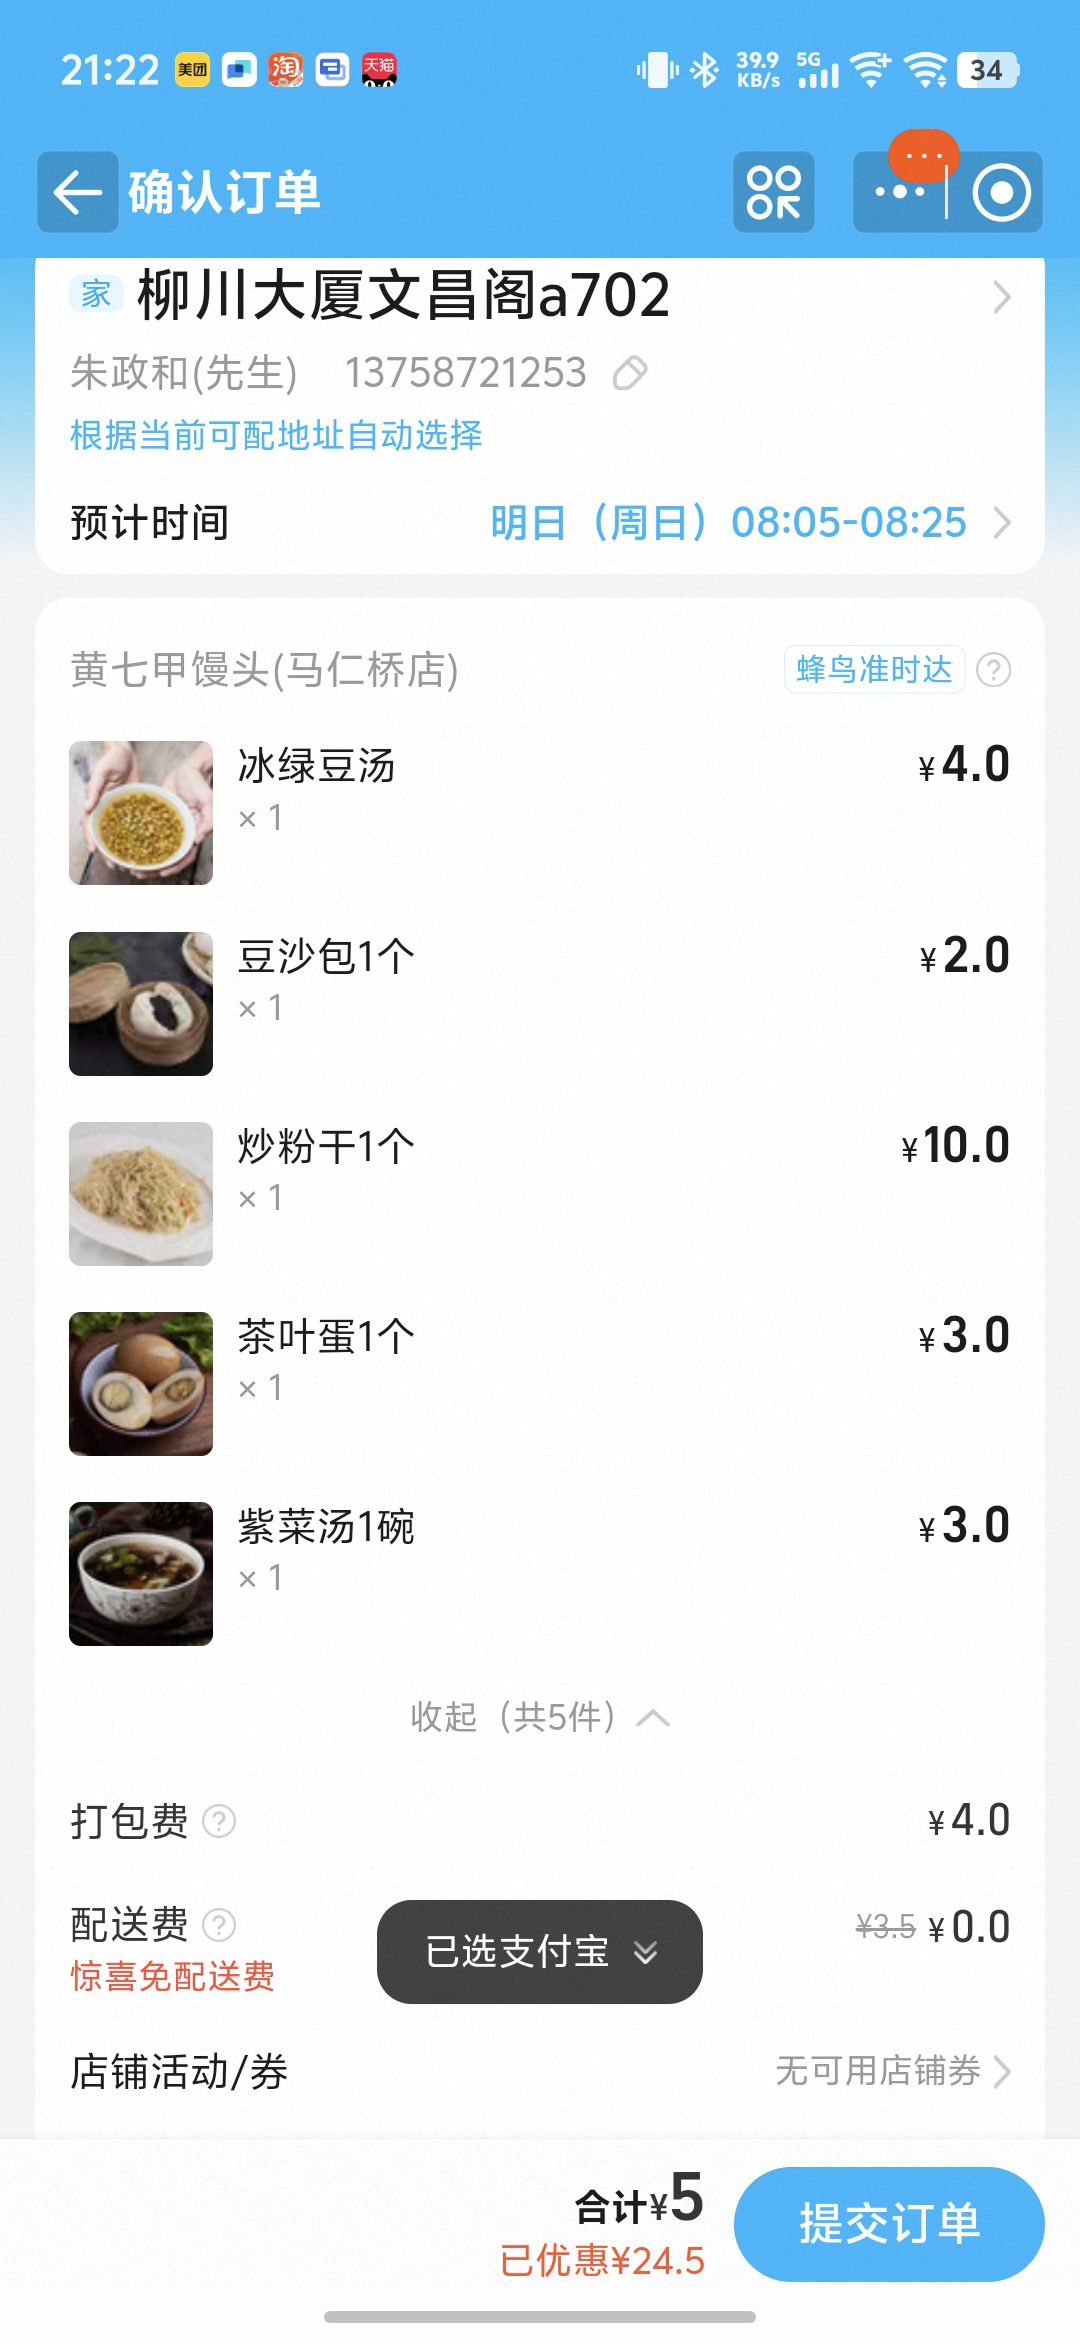 21:22 美团 淘 天猫 39.9 KB/s 5G 34
确认订单
家 柳川大厦文昌阁a702
朱政和(先生) 13758721253
根据当前可配地址自动选择
预计时间 明日（周日）08:05-08:25
黄七甲馒头(马仁桥店) 蜂鸟准时达 ?
冰绿豆汤 ¥4.0
× 1
豆沙包1个 ¥2.0
× 1
炒粉干1个 ¥10.0
× 1
茶叶蛋1个 ¥3.0
× 1
紫菜汤1碗 ¥3.0
× 1
收起（共5件）
打包费 ? ¥4.0
配送费 ? ¥3.5 ¥0.0
惊喜免配送费
已选支付宝
店铺活动/券 无可用店铺券
合计¥5
已优惠¥24.5
提交订单